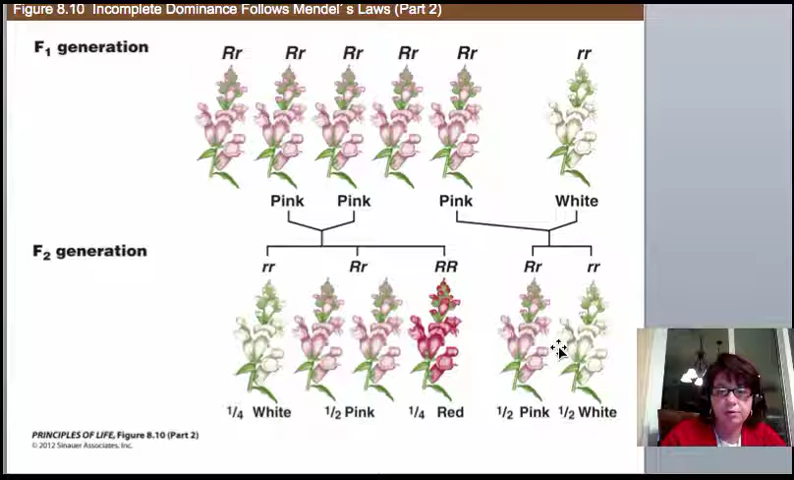 Figure 8.10 Incomplete Dominance Follows Mendel's Laws (Part 2)
F1 generation
Rr Rr Rr Rr Rr rr
Pink Pink Pink White
F2 generation
rr Rr RR Rr rr
1/4 White 1/2 Pink 1/4 Red 1/2 Pink 1/2 White
PRINCIPLES OF LIFE, Figure 8.10 (Part 2)
© 2012 Sinauer Associates, Inc.